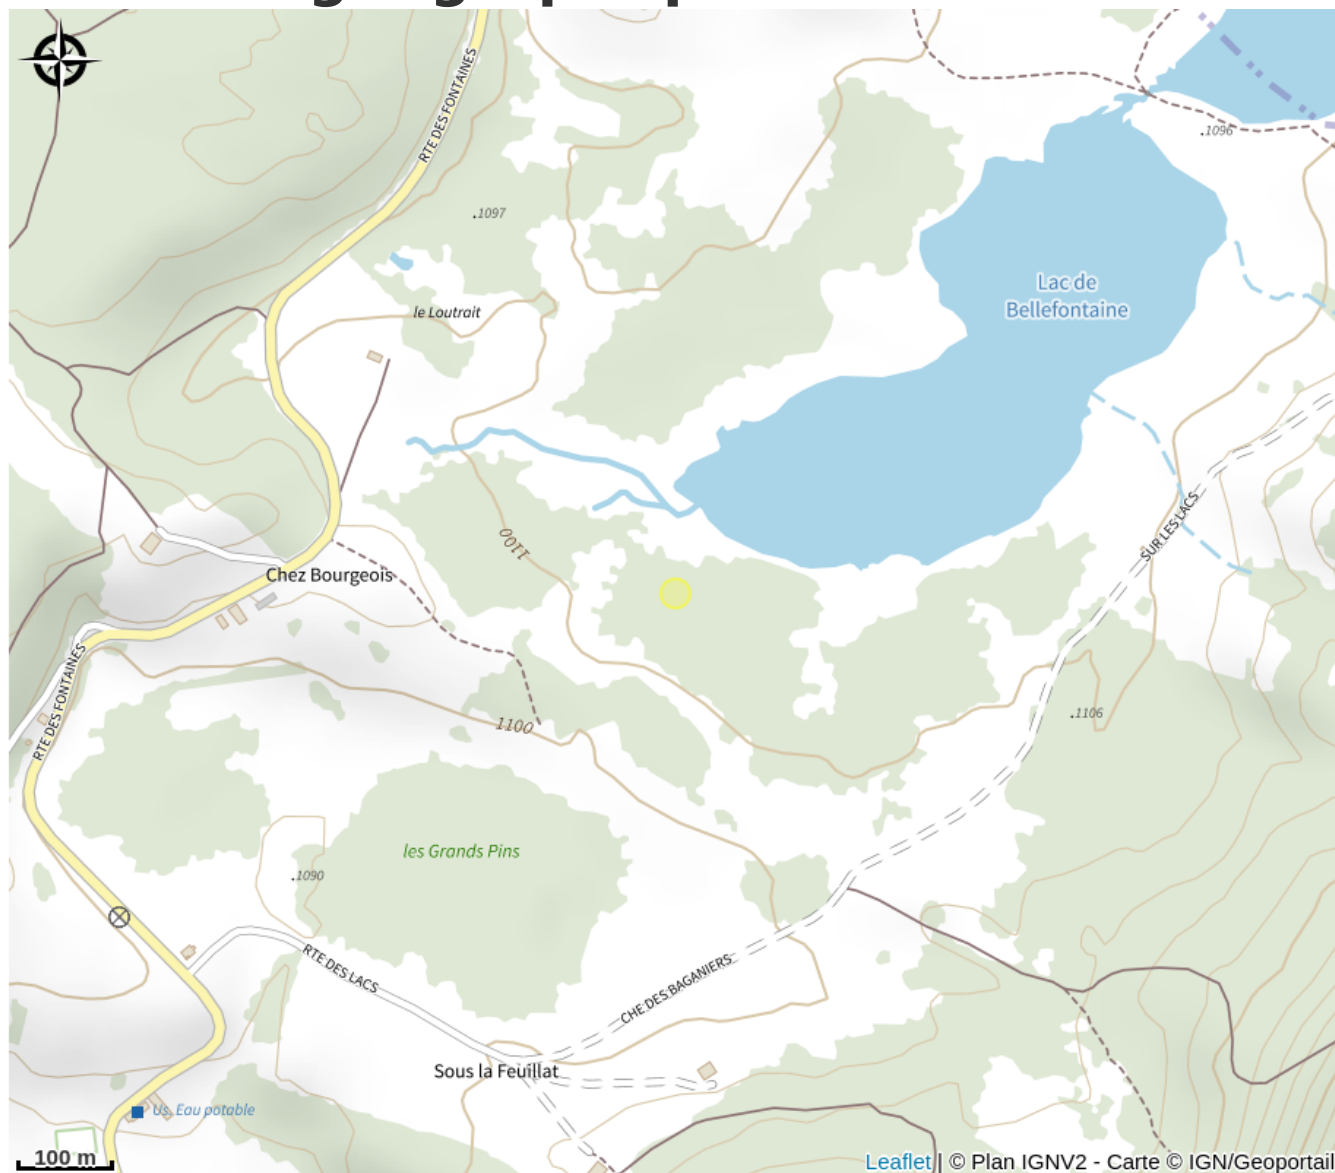 RTE DES FONTAINES
.1096
.1097
Lac de
Bellefontaine
le Loutrait
1100
SUR LES LACS
Chez Bourgeois
RTE DES FONTAINES
1100
.1106
les Grands Pins
.1090
RTE DES LACS
CHE DES BAGANIERS
Sous la Feuillat
Us. Eau potable
100 m
Leaflet | © Plan IGNV2 - Carte © IGN/Geoportail